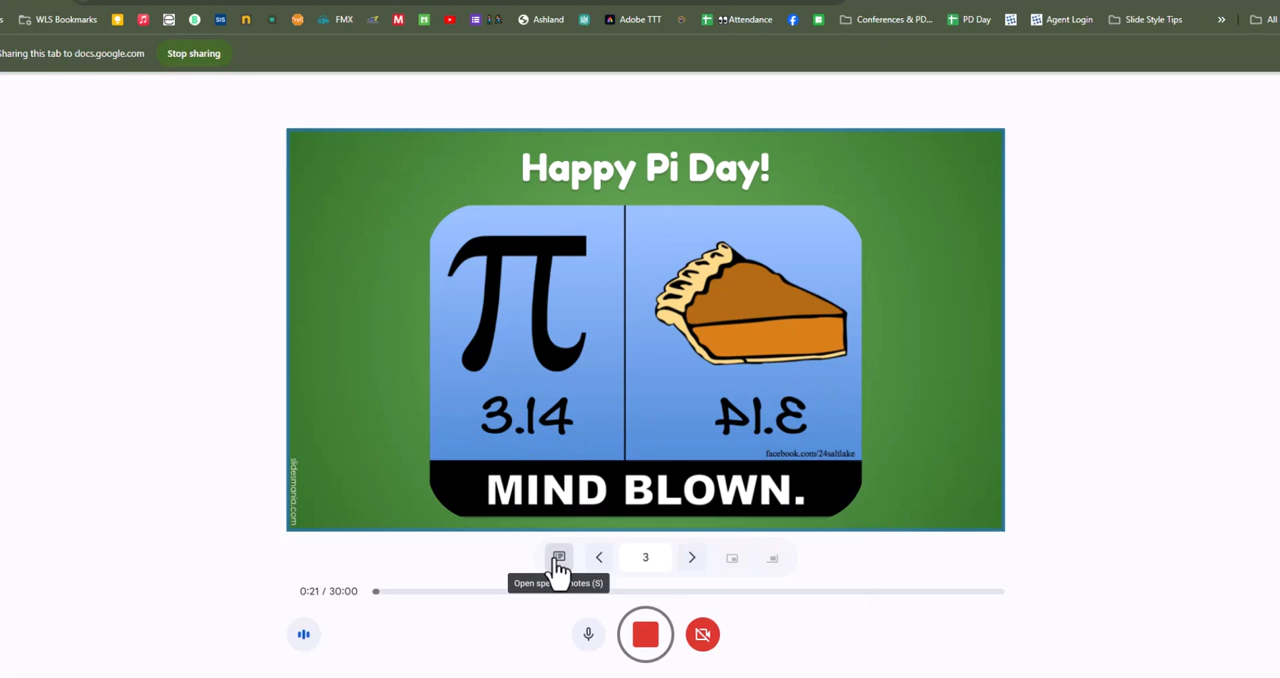 WLS Bookmarks SIS FMX Ashland Adobe TTT 👀Attendance Conferences & PD... PD Day Agent Login Slide Style Tips » All
Sharing this tab to docs.google.com Stop sharing
Happy Pi Day!
π
3.14 3.14
facebook.com/24saltlake
MIND BLOWN.
slidesmania.com
3
Open notes (S)
0:21 / 30:00